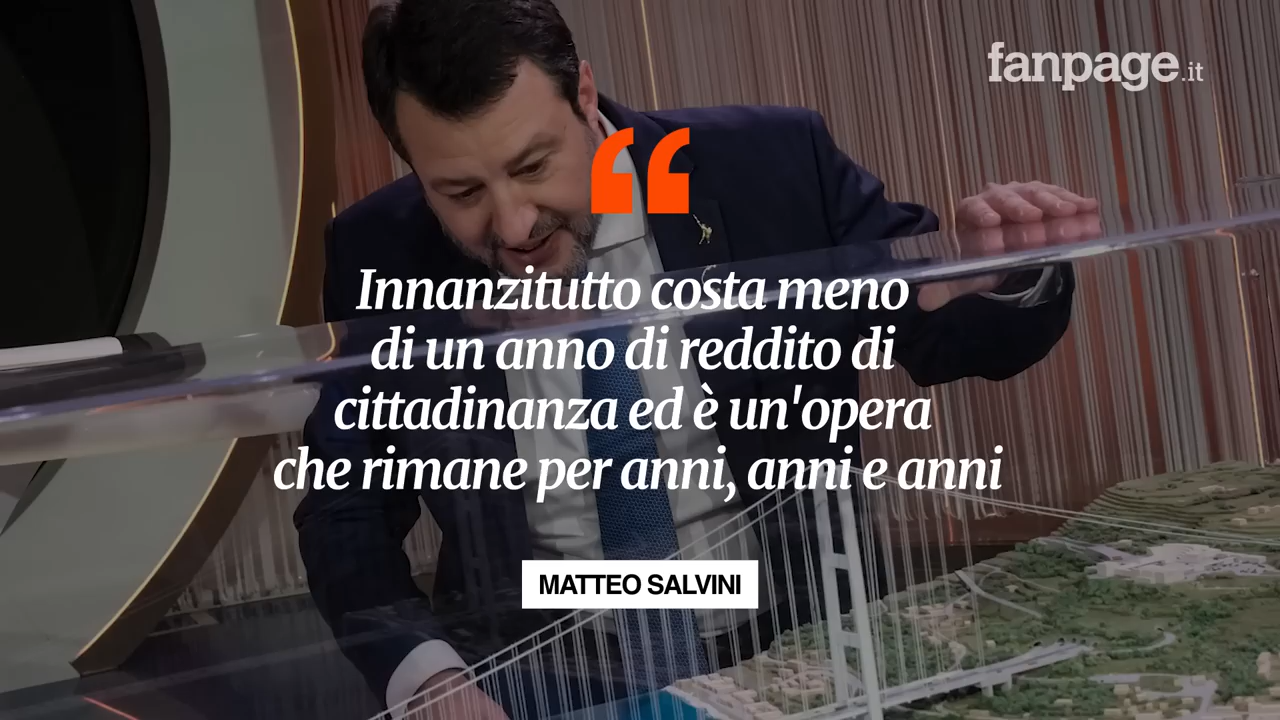 fanpage.it
Innanzitutto costa meno
di un anno di reddito di
cittadinanza ed è un'opera
che rimane per anni, anni e anni
MATTEO SALVINI